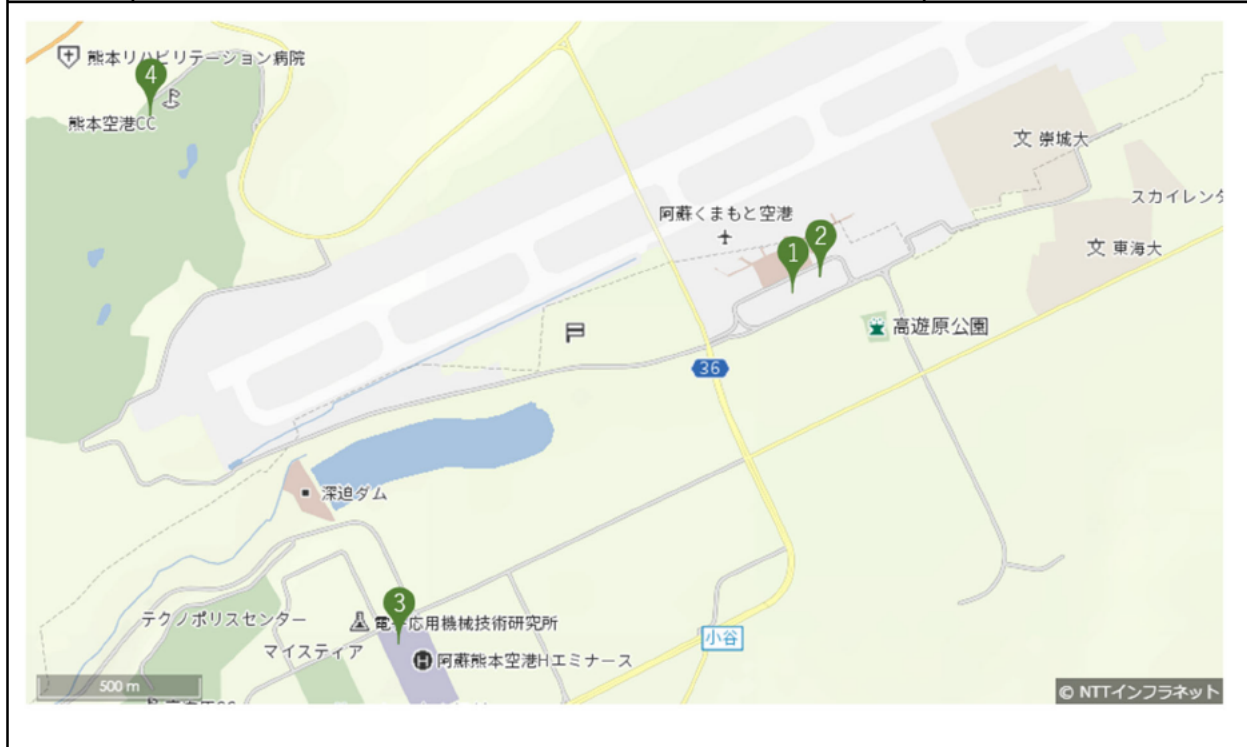 熊本リハビリテーション病院
4
熊本空港CC
文 崇城大
スカイレンタ
阿蘇くまもと空港
1
2
文 東海大
高遊原公園
36
深迫ダム
テクノポリスセンター
3
応用機械技術研究所
マイスティア
H 阿蘇熊本空港Hエミナース
小谷
500 m
© NTTインフラネット